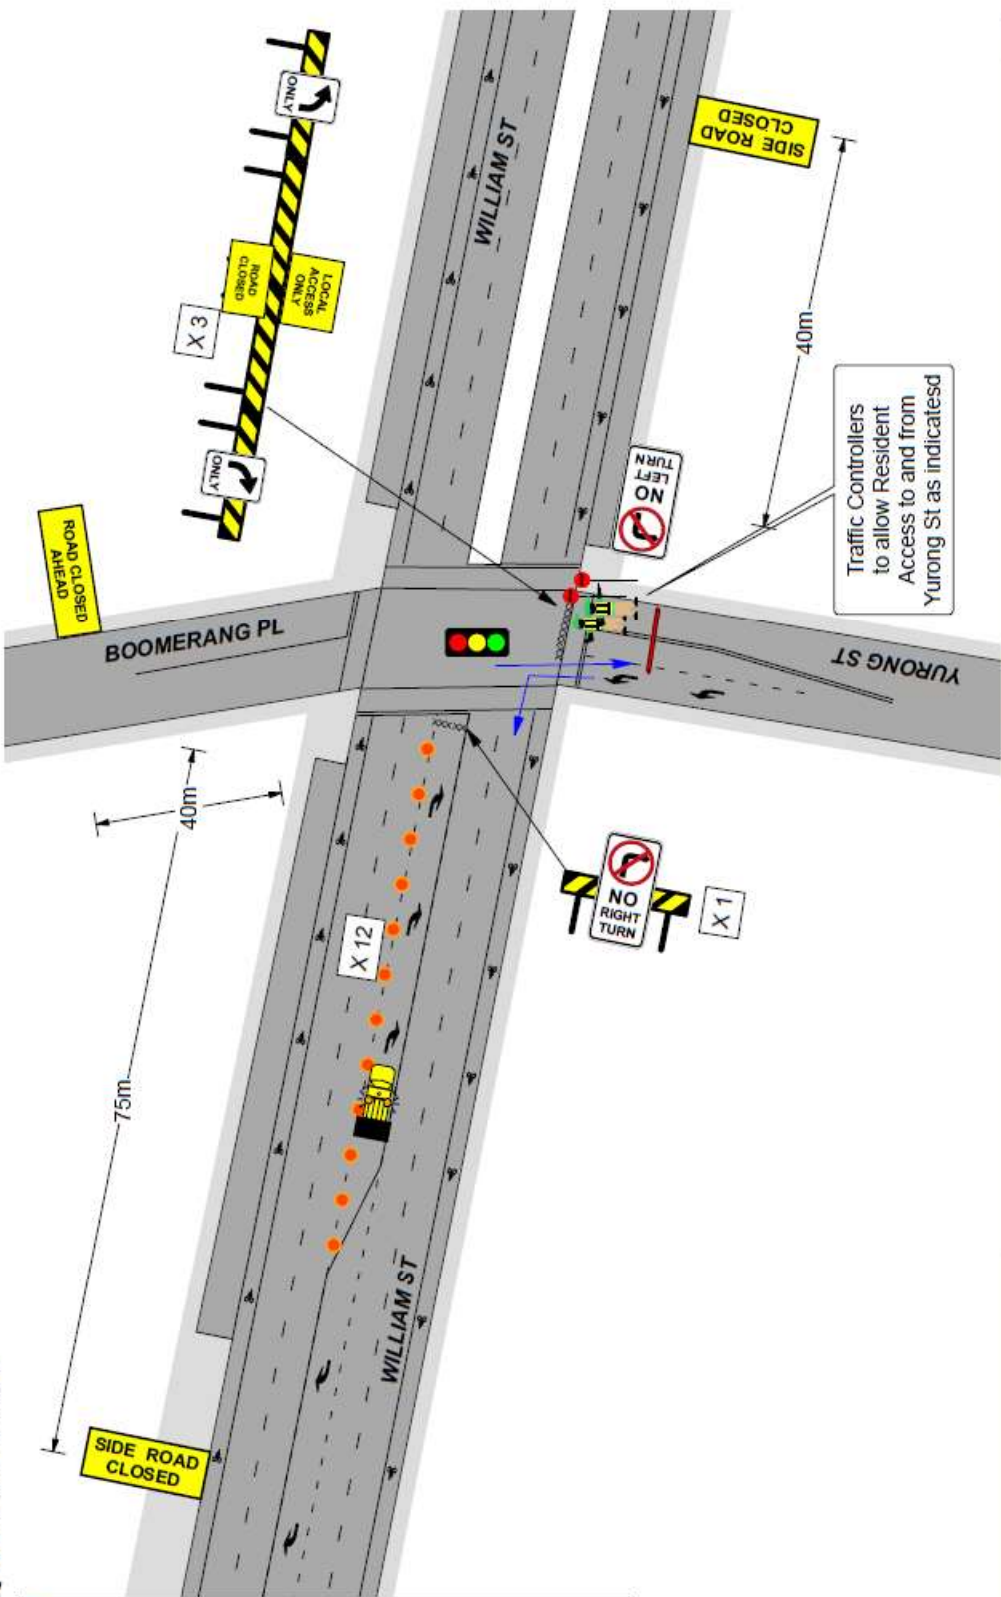 ONLY
LOCAL
ACCESS
ONLY
ROAD
CLOSED
X 3
ONLY
WILLIAM ST
SIDE ROAD
CLOSED
40m
ROAD CLOSED
AHEAD
BOOMERANG PL
NO
LEFT
TURN
Traffic Controllers
to allow Resident
Access to and from
Yurong St as indicatesd
YURONG ST
40m
75m
X 12
NO
RIGHT
TURN
X 1
WILLIAM ST
SIDE ROAD
CLOSED